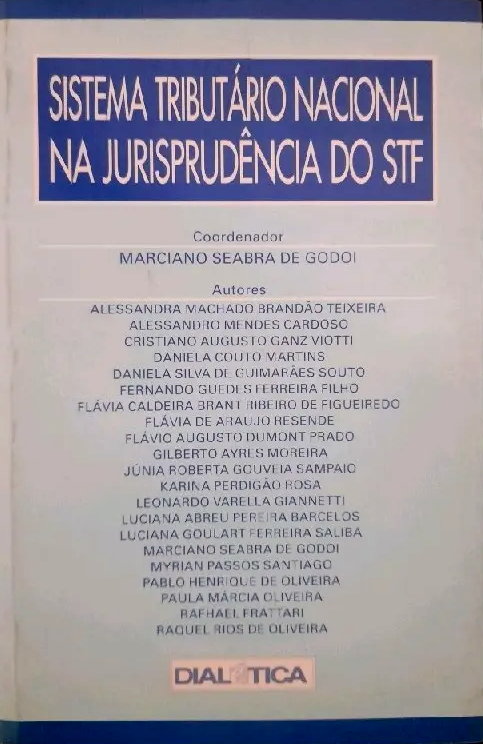 SISTEMA TRIBUTÁRIO NACIONAL
NA JURISPRUDÊNCIA DO STF
Coordenador
MARCIANO SEABRA DE GODOI
Autores
ALESSANDRA MACHADO BRANDÃO TEIXEIRA
ALESSANDRO MENDES CARDOSO
CRISTIANO AUGUSTO GANZ VIOTTI
DANIELA COUTO MARTINS
DANIELA SILVA DE GUIMARÃES SOUTO
FERNANDO GUEDES FERREIRA FILHO
FLÁVIA CALDEIRA BRANT RIBEIRO DE FIGUEIREDO
FLÁVIA DE ARAUJO RESENDE
FLÁVIO AUGUSTO DUMONT PRADO
GILBERTO AYRES MOREIRA
JÚNIA ROBERTA GOUVEIA SAMPAIO
KARINA PERDIGÃO ROSA
LEONARDO VARELLA GIANNETTI
LUCIANA ABREU PEREIRA BARCELOS
LUCIANA GOULART FERREIRA SALIBA
MARCIANO SEABRA DE GODOI
MYRIAN PASSOS SANTIAGO
PABLO HENRIQUE DE OLIVEIRA
PAULA MÁRCIA OLIVEIRA
RAFHAEL FRATTARI
RAQUEL RIOS DE OLIVEIRA
DIALÉTICA